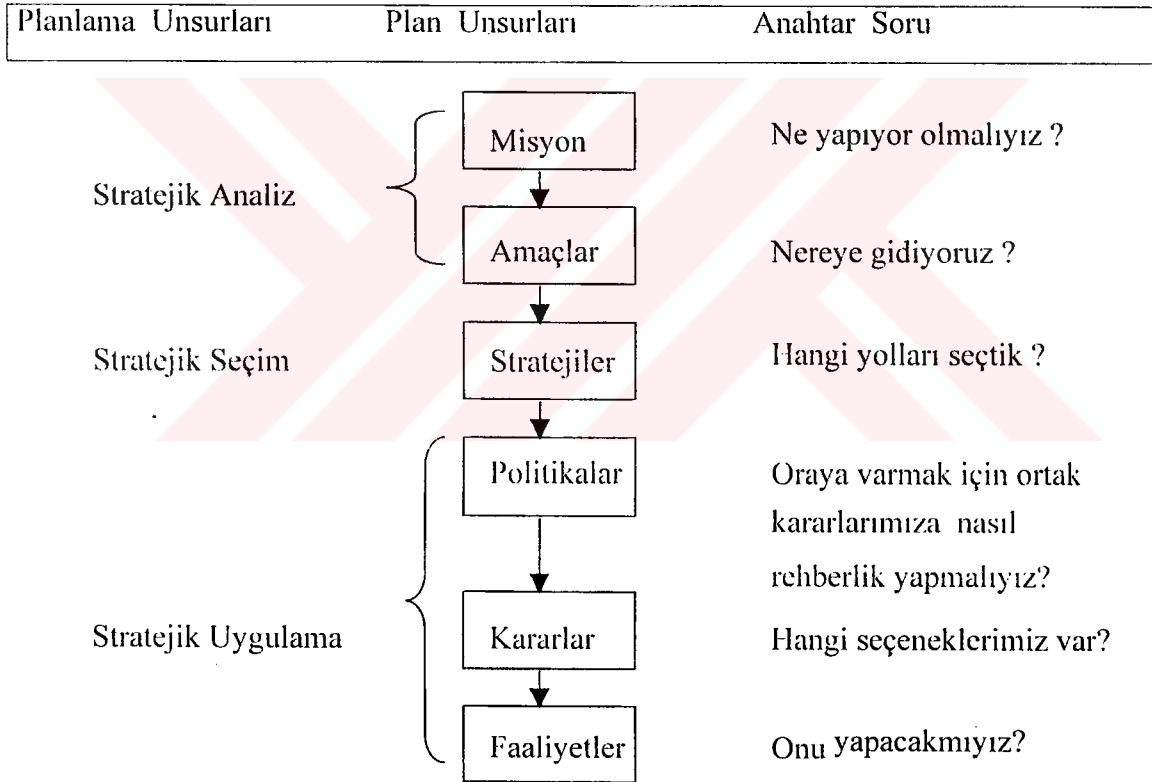 Planlama Unsurları Plan Unsurları Anahtar Soru
Misyon Ne yapıyor olmalıyız ?
Stratejik Analiz
Amaçlar Nereye gidiyoruz ?
Stratejik Seçim Stratejiler Hangi yolları seçtik ?
Politikalar Oraya varmak için ortak
kararlarımıza nasıl
rehberlik yapmalıyız?
Stratejik Uygulama Kararlar Hangi seçeneklerimiz var?
Faaliyetler Onu yapacakmıyız?